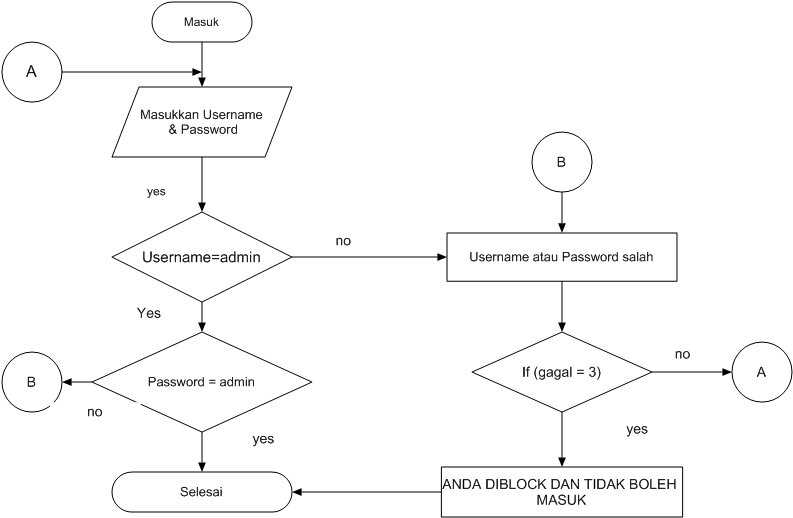 Masuk
A
Masukkan Username
& Password
B
yes
Username=admin
no
Username atau Password salah
Yes
B
Password = admin
If (gagal = 3)
no
A
no
yes
yes
Selesai
ANDA DIBLOCK DAN TIDAK BOLEH
MASUK